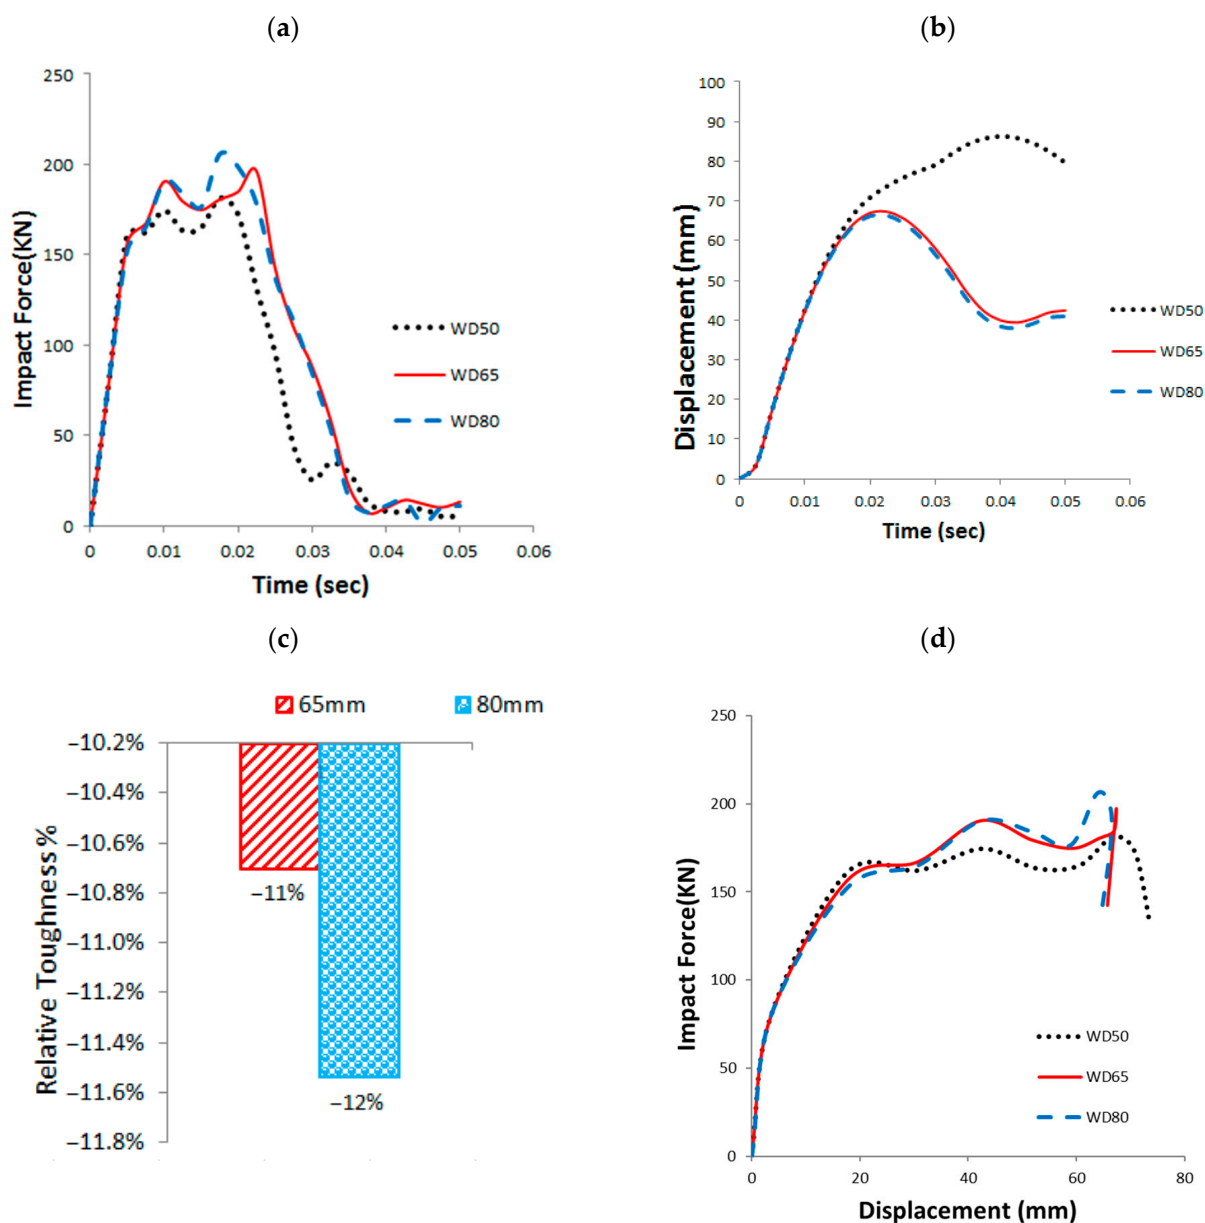 (a)
250
200
150
100
50
0
0 0.01 0.02 0.03 0.04 0.05 0.06
Impact Force(KN)
Time (sec)
WD50
WD65
WD80
(b)
100
90
80
70
60
50
40
30
20
10
0
0 0.01 0.02 0.03 0.04 0.05 0.06
Displacement (mm)
Time (sec)
WD50
WD65
WD80
(c)
65mm 80mm
−10.2%
−10.4%
−10.6%
−10.8%
−11.0%
−11.2%
−11.4%
−11.6%
−11.8%
Relative Toughness%
−11%
−12%
(d)
250
200
150
100
50
0
0 20 40 60 80
Impact Force(KN)
Displacement (mm)
WD50
WD65
WD80